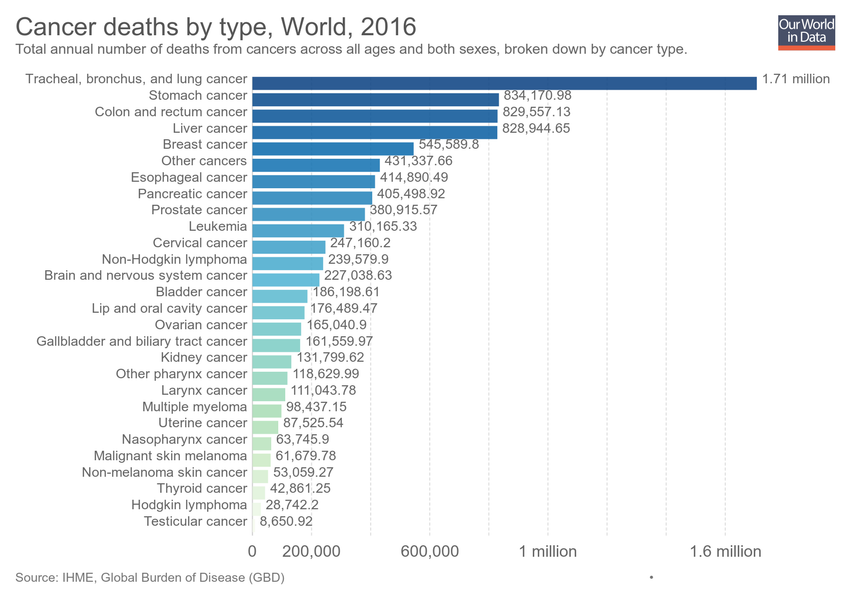 Cancer deaths by type, World, 2016
Our World
in Data
Total annual number of deaths from cancers across all ages and both sexes, broken down by cancer type.
Tracheal, bronchus, and lung cancer 1.71 million
Stomach cancer 834,170.98
Colon and rectum cancer 829,557.13
Liver cancer 828,944.65
Breast cancer 545,589.8
Other cancers 431,337.66
Esophageal cancer 414,890.49
Pancreatic cancer 405,498.92
Prostate cancer 380,915.57
Leukemia 310,165.33
Cervical cancer 247,160.2
Non-Hodgkin lymphoma 239,579.9
Brain and nervous system cancer 227,038.63
Bladder cancer 186,198.61
Lip and oral cavity cancer 176,489.47
Ovarian cancer 165,040.9
Gallbladder and biliary tract cancer 161,559.97
Kidney cancer 131,799.62
Other pharynx cancer 118,629.99
Larynx cancer 111,043.78
Multiple myeloma 98,437.15
Uterine cancer 87,525.54
Nasopharynx cancer 63,745.9
Malignant skin melanoma 61,679.78
Non-melanoma skin cancer 53,059.27
Thyroid cancer 42,861.25
Hodgkin lymphoma 28,742.2
Testicular cancer 8,650.92
0 200,000 600,000 1 million 1.6 million
Source: IHME, Global Burden of Disease (GBD) •